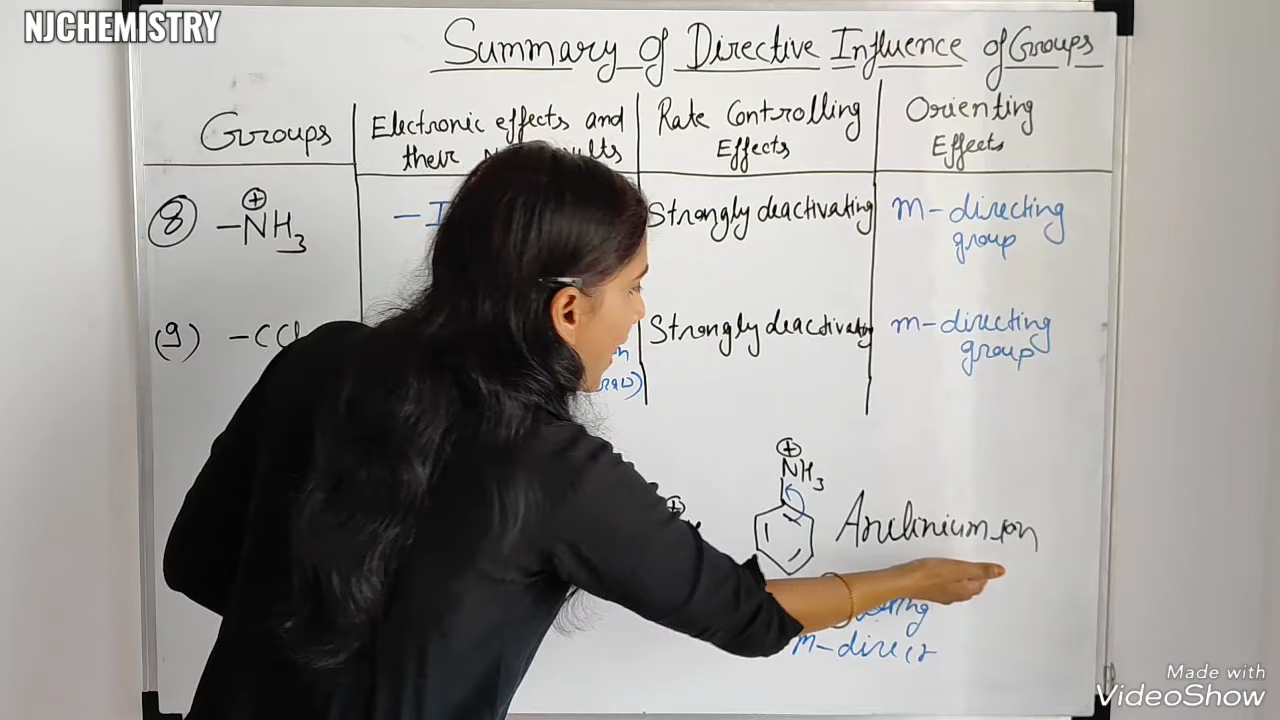 NJCHEMISTRY
Summary of Directive Influence of Groups
Groups
Electronic effects and
their
Rate Controlling
Effects
Orienting
Effects
(8) -NH3
⊕
-I
Strongly deactivating
m-directing
group
(9)
Strongly deactivating
m-directing
group
⊕
NH3
Anilinium ion
m-direct
Made with
VideoShow